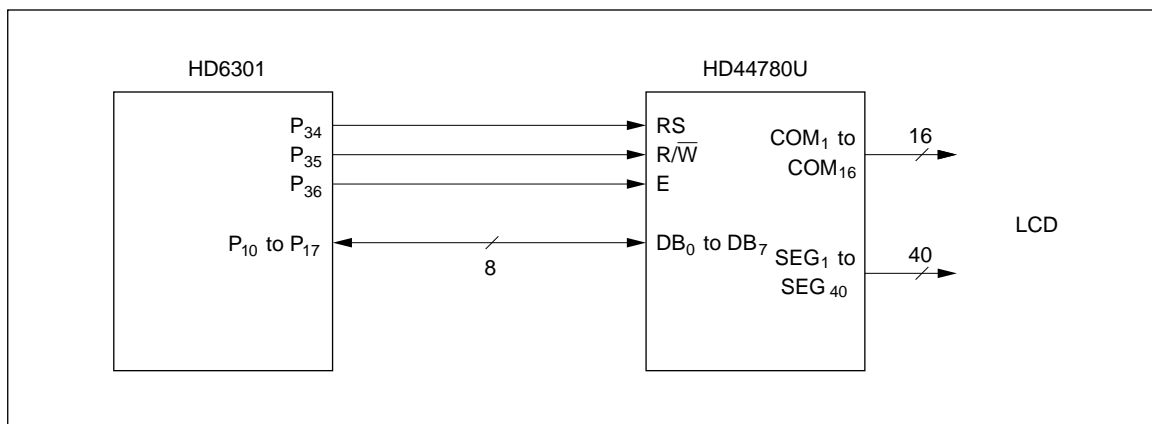 HD6301
HD44780U
P34
P35
P36
P10 to P17
8
RS
R/W̅
E
DB0 to DB7
COM1 to
COM16
SEG1 to
SEG40
16
40
LCD